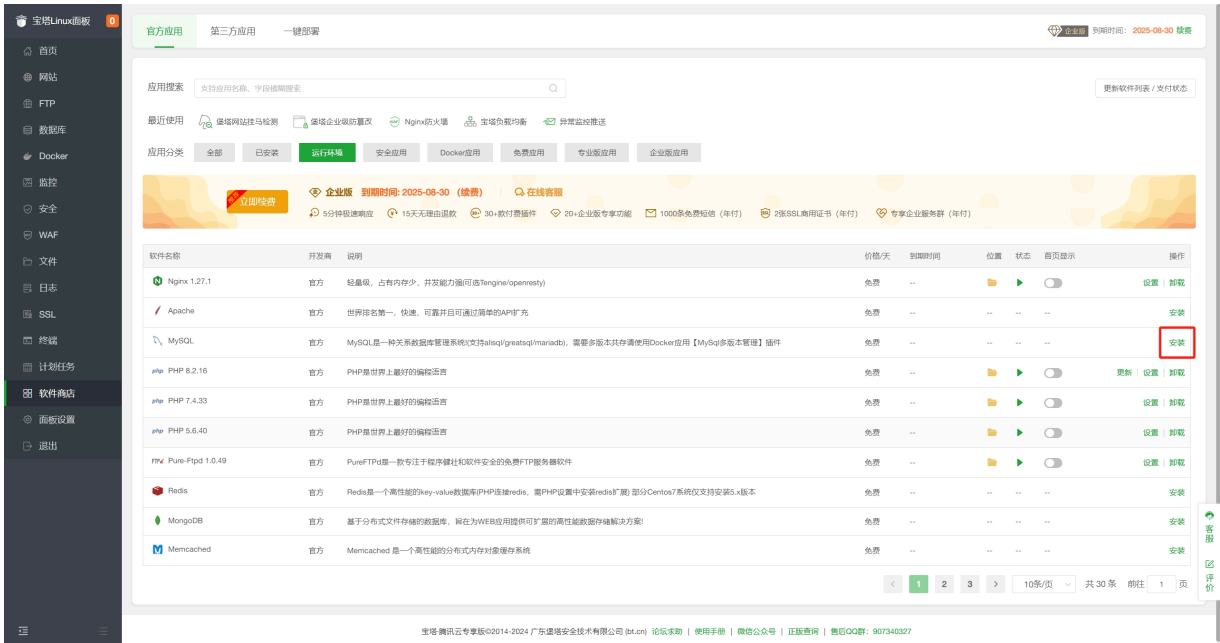 宝塔Linux面板 0
首页
网站
FTP
数据库
Docker
监控
安全
WAF
文件
日志
SSL
终端
计划任务
软件商店
面板设置
退出
官方应用 第三方应用 一键部署
企业版 到期时间: 2025-08-30 续费
应用搜索 支持应用名称、字段模糊搜索
更新软件列表 / 支付状态
最近使用 堡塔网站挂马检测 堡塔企业级防篡改 Nginx防火墙 宝塔负载均衡 异常监控推送
应用分类 全部 已安装 运行环境 安全应用 Docker应用 免费应用 专业版应用 企业版应用
立即续费 企业版 到期时间: 2025-08-30 (续费) 在线客服
5分钟极速响应 15天无理由退款 30+款付费插件 20+企业版专享功能 1000条免费短信 (年付) 2张SSL商用证书 (年付) 专享企业服务群 (年付)
软件名称 开发商 说明 价格/天 到期时间 位置 状态 首页显示 操作
Nginx 1.27.1 官方 轻量级，占有内存少，并发能力强(可选Tengine/openresty) 免费 -- 设置 | 卸载
Apache 官方 世界排名第一，快速、可靠并且可通过简单的API扩充 免费 -- -- -- -- 安装
MySQL 官方 MySQL是一种关系数据库管理系统!(支持alisql/greatsql/mariadb)，需要多版本共存请使用Docker应用【MySql多版本管理】插件 免费 -- -- -- -- 安装
php PHP 8.2.16 官方 PHP是世界上最好的编程语言 免费 -- 更新 | 设置 | 卸载
php PHP 7.4.33 官方 PHP是世界上最好的编程语言 免费 -- 设置 | 卸载
php PHP 5.6.40 官方 PHP是世界上最好的编程语言 免费 -- 设置 | 卸载
Pure-Ftpd 1.0.49 官方 PureFTPd是一款专注于程序健壮和软件安全的免费FTP服务器软件 免费 -- 设置 | 卸载
Redis 官方 Redis是一个高性能的key-value数据库(PHP连接redis，需PHP设置中安装redis扩展) 部分Centos7系统仅支持安装5.x版本 免费 -- -- -- -- 安装
MongoDB 官方 基于分布式文件存储的数据库，旨在为WEB应用提供可扩展的高性能数据存储解决方案! 免费 -- -- -- -- 安装
Memcached 官方 Memcached 是一个高性能的分布式内存对象缓存系统 免费 -- -- -- -- 安装
< 1 2 3 > 10条/页 共 30 条 前往 1 页
客服
评价
宝塔·腾讯云专享版©2014-2024 广东堡塔安全技术有限公司 (bt.cn) 论坛求助 | 使用手册 | 微信公众号 | 正版查询 | 售后QQ群: 907340327